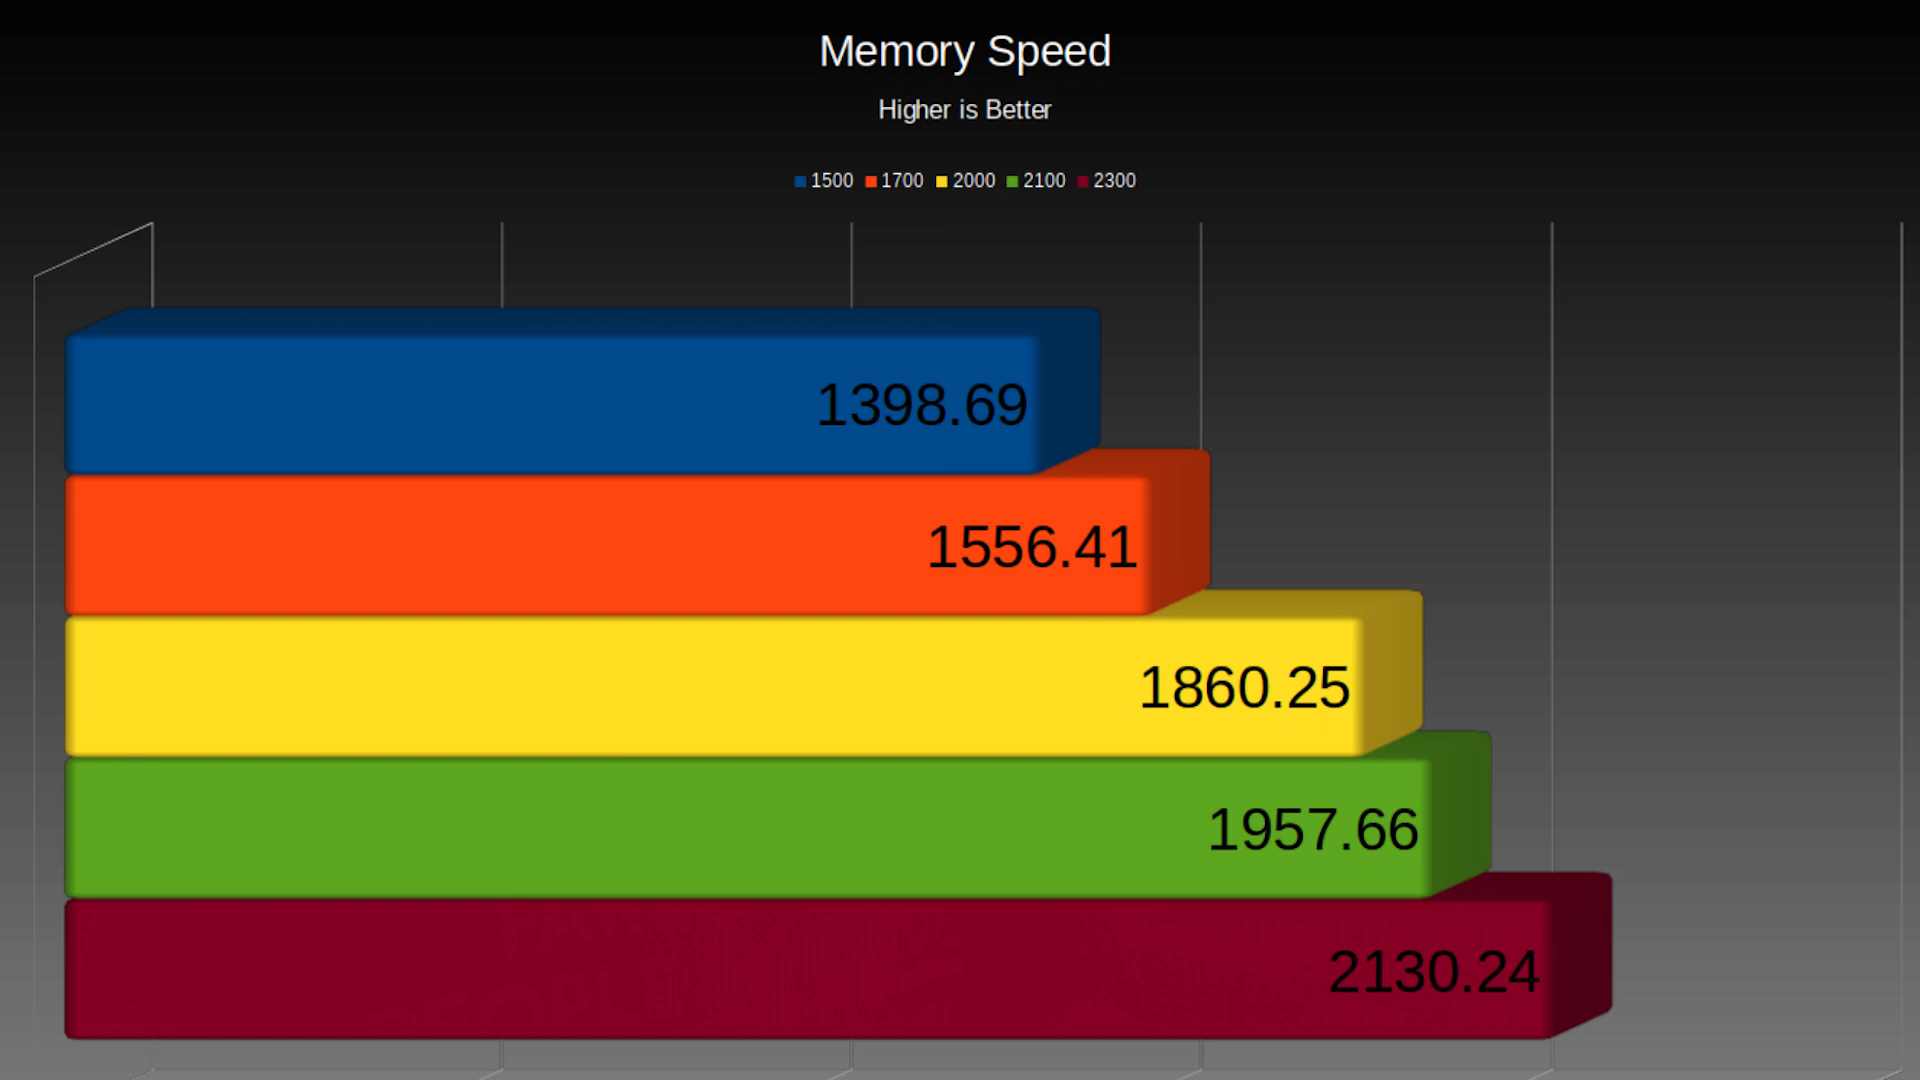 Memory Speed
Higher is Better
1500 1700 2000 2100 2300
1398.69
1556.41
1860.25
1957.66
2130.24